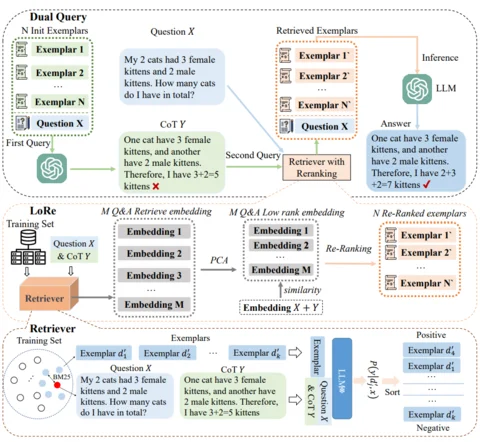 Dual Query
N Init Exemplars
Exemplar 1
Exemplar 2
...
Exemplar N
Question X
First Query
Question X
My 2 cats had 3 female
kittens and 2 male
kittens. How many cats
do I have in total?
CoT Y
One cat have 3 female
kittens, and another
have 2 male kittens.
Therefore, I have 3+2=5
kittens ✘
Second Query
Retrieved Exemplars
Exemplar 1`
Exemplar 2`
...
Exemplar N`
Question X
Retriever with
Reranking
Inference
LLM
Answer
One cat have 3 female
kittens, and another
have 2 male kittens.
Therefore, I have 2+3
+2=7 kittens ✓
LoRe
Training Set
Question X
& CoT Y
Retriever
M Q&A Retrieve embedding
Embedding 1
Embedding 2
Embedding 3
...
Embedding M
PCA
M Q&A Low rank embedding
Embedding 1
Embedding 2
...
Embedding M
similarity
Embedding X + Y
Re-Ranking
N Re-Ranked exemplars
Exemplar 1`
Exemplar 2`
...
Exemplar N`
Retriever
Training Set
BM25
Exemplars
Exemplar d′1
Exemplar d′2
...
Exemplar d′k
Question X
My 2 cats had 3 female
kittens and 2 male
kittens. How many cats
do I have in total?
CoT Y
One cat have 3 female
kittens, and another
have 2 male kittens.
Therefore, I have
3+2=5 kittens
Exemplar
Question X
& CoT Y
LLM
P(y|d′i, x)
Sort
Positive
Exemplar d′4
Exemplar d′1
...
...
Exemplar d′k
Negative